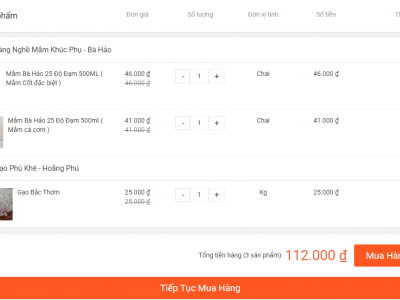 phẩm Đơn giá Số lượng Đơn vị tính Số tiền
àng Nghề Mắm Khúc Phụ - Bà Hảo
Mắm Bà Hảo 25 Độ Đạm 500ML ( 46.000 ₫ - 1 + Chai 46.000 ₫
Mắm Cốt đặc biệt ) 46.000 ₫
Mắm Bà Hảo 25 Độ Đạm 500ml ( 41.000 ₫ - 1 + Chai 41.000 ₫
Mắm cá cơm ) 41.000 ₫
ạo Phú Khê - Hoằng Phú
Gạo Bắc Thơm 25.000 ₫ - 1 + Kg 25.000 ₫
25.000 ₫
Tổng tiền hàng (3 sản phẩm): 112.000 ₫ Mua Hàn
Tiếp Tục Mua Hàng